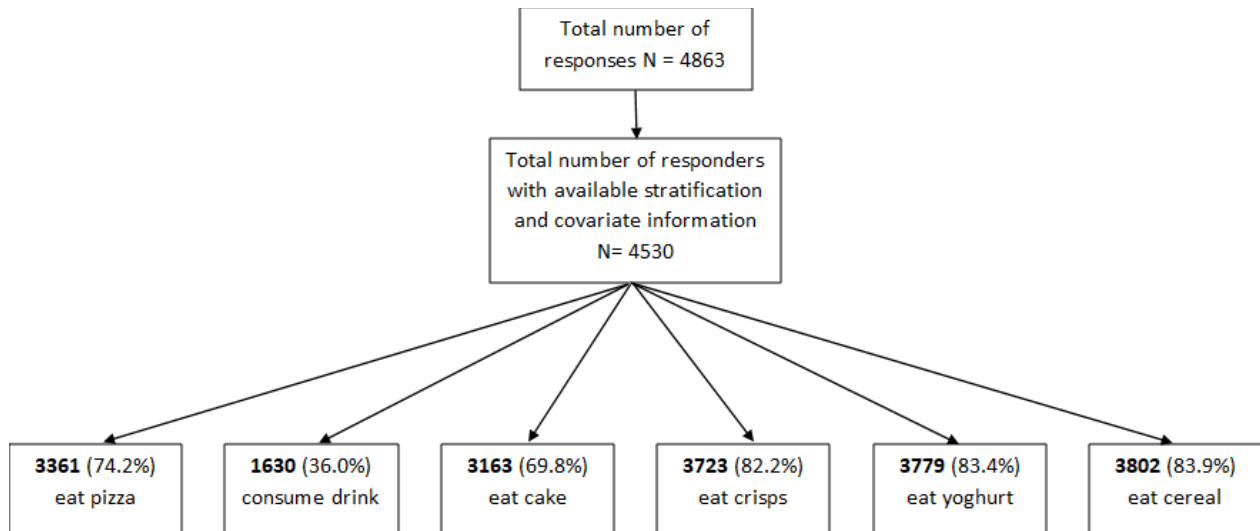 Total number of
responses N = 4863
Total number of responders
with available stratification
and covariate information
N= 4530
3361 (74.2%)
eat pizza
1630 (36.0%)
consume drink
3163 (69.8%)
eat cake
3723 (82.2%)
eat crisps
3779 (83.4%)
eat yoghurt
3802 (83.9%)
eat cereal